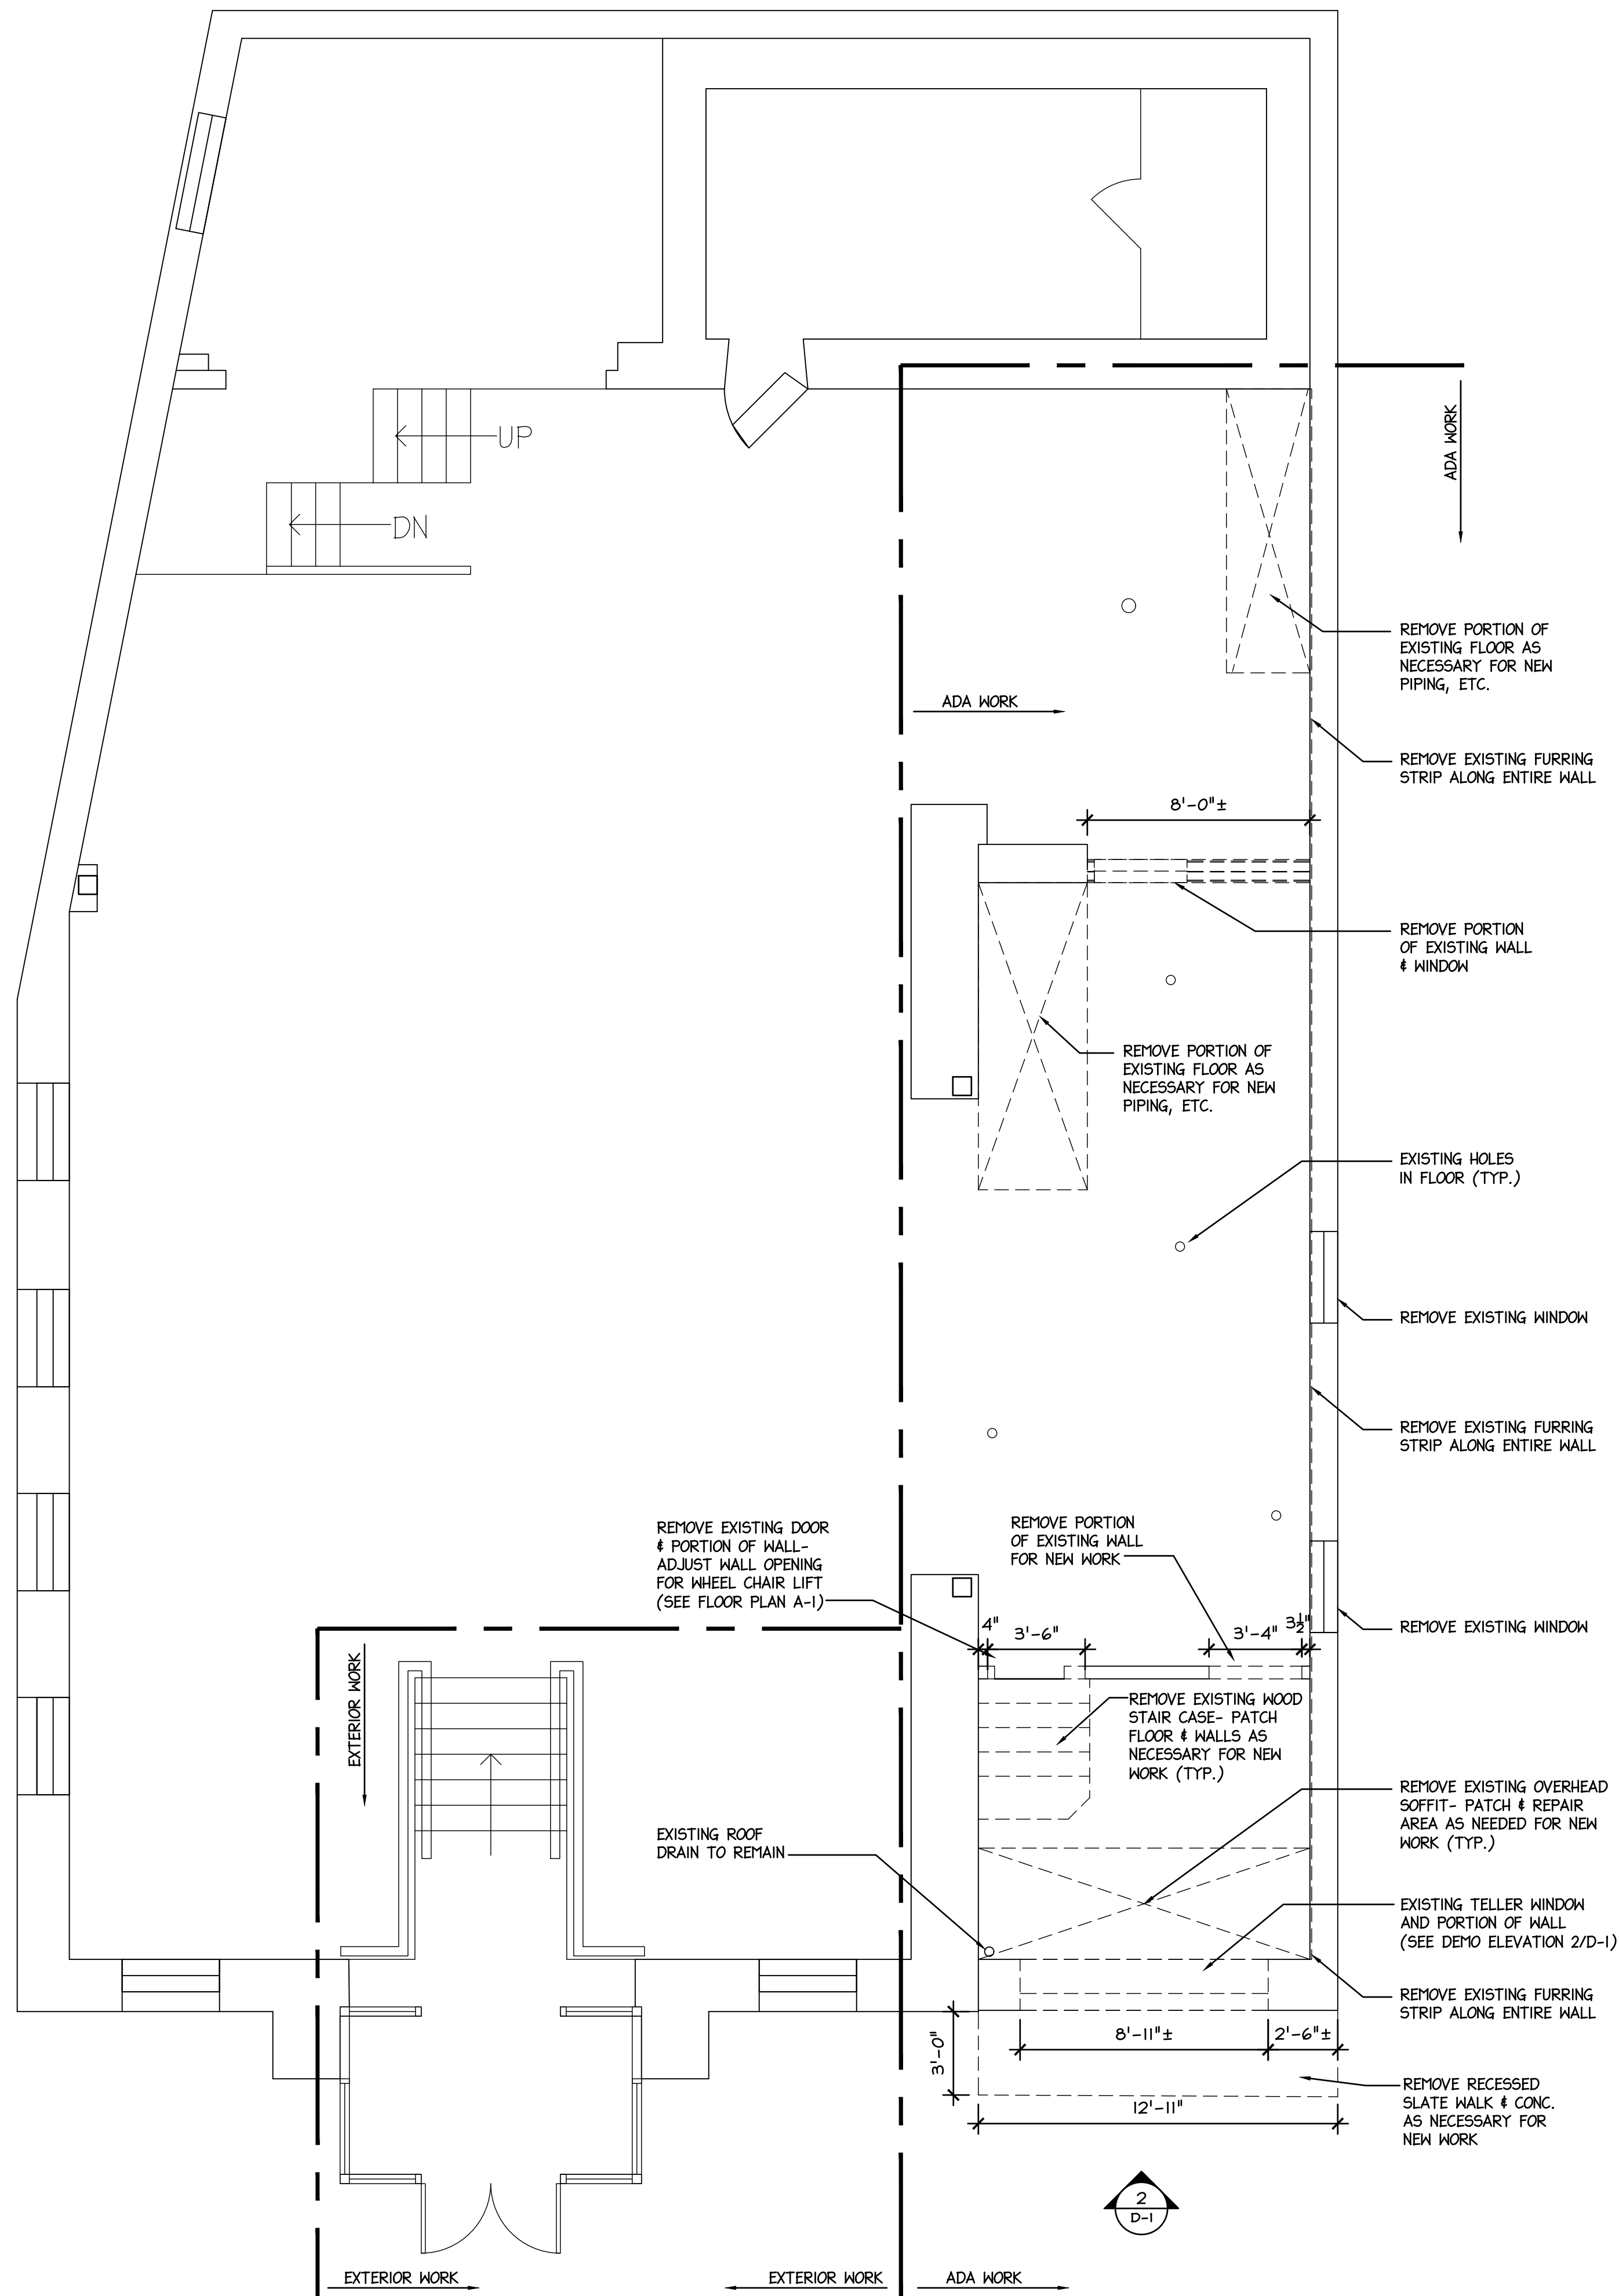 UP
DN
ADA WORK
REMOVE PORTION OF
EXISTING FLOOR AS
NECESSARY FOR NEW
PIPING, ETC.
ADA WORK
REMOVE EXISTING FURRING
STRIP ALONG ENTIRE WALL
8'-0"±
REMOVE PORTION
OF EXISTING WALL
& WINDOW
REMOVE PORTION OF
EXISTING FLOOR AS
NECESSARY FOR NEW
PIPING, ETC.
EXISTING HOLES
IN FLOOR (TYP.)
REMOVE EXISTING WINDOW
REMOVE EXISTING FURRING
STRIP ALONG ENTIRE WALL
REMOVE EXISTING DOOR
& PORTION OF WALL-
ADJUST WALL OPENING
FOR WHEEL CHAIR LIFT
(SEE FLOOR PLAN A-1)
REMOVE PORTION
OF EXISTING WALL
FOR NEW WORK
4"
3'-6"
3'-4"
3½"
REMOVE EXISTING WINDOW
EXTERIOR WORK
REMOVE EXISTING WOOD
STAIR CASE- PATCH
FLOOR & WALLS AS
NECESSARY FOR NEW
WORK (TYP.)
REMOVE EXISTING OVERHEAD
SOFFIT- PATCH & REPAIR
AREA AS NEEDED FOR NEW
WORK (TYP.)
EXISTING ROOF
DRAIN TO REMAIN
EXISTING TELLER WINDOW
AND PORTION OF WALL
(SEE DEMO ELEVATION 2/D-1)
REMOVE EXISTING FURRING
STRIP ALONG ENTIRE WALL
3'-0"
8'-11"±
2'-6"±
12'-11"
REMOVE RECESSED
SLATE WALK & CONC.
AS NECESSARY FOR
NEW WORK
2
D-1
EXTERIOR WORK
EXTERIOR WORK
ADA WORK